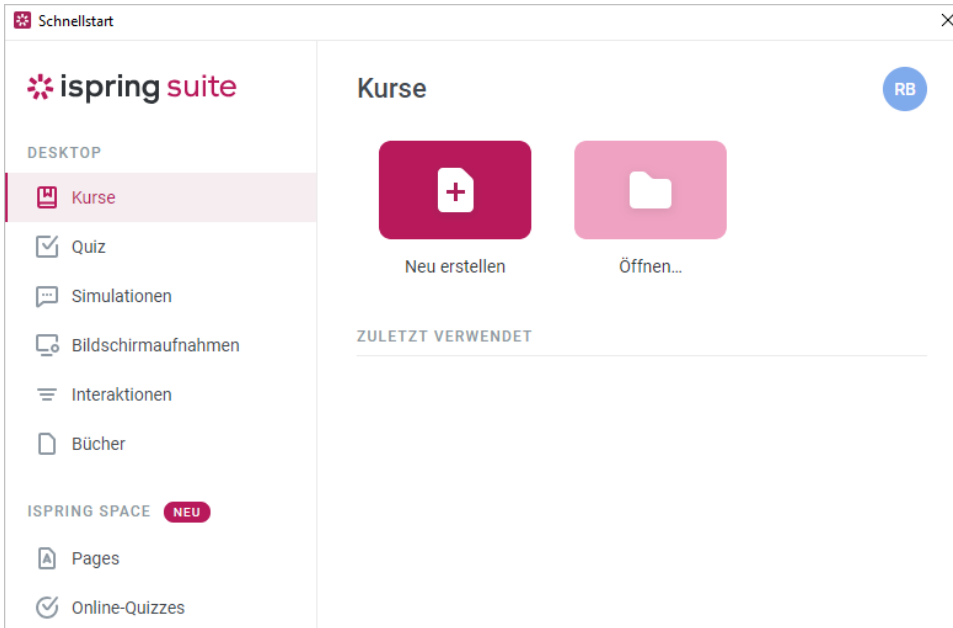 Schnellstart
ispring suite
DESKTOP
Kurse
Quiz
Simulationen
Bildschirmaufnahmen
Interaktionen
Bücher
ISPRING SPACE NEU
Pages
Online-Quizzes
Kurse
RB
Neu erstellen
Öffnen...
ZULETZT VERWENDET